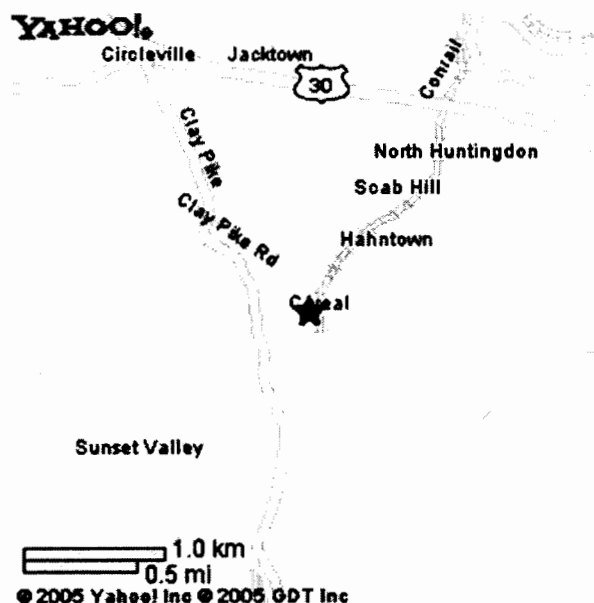 YAHOO!
Circleville Jacktown
30
Conrail
Clay Pike
North Huntingdon
Soab Hill
Clay Pike Rd
Hahntown
Sunset Valley
1.0 km
0.5 mi
© 2005 Yahoo! Inc © 2005 GDT Inc